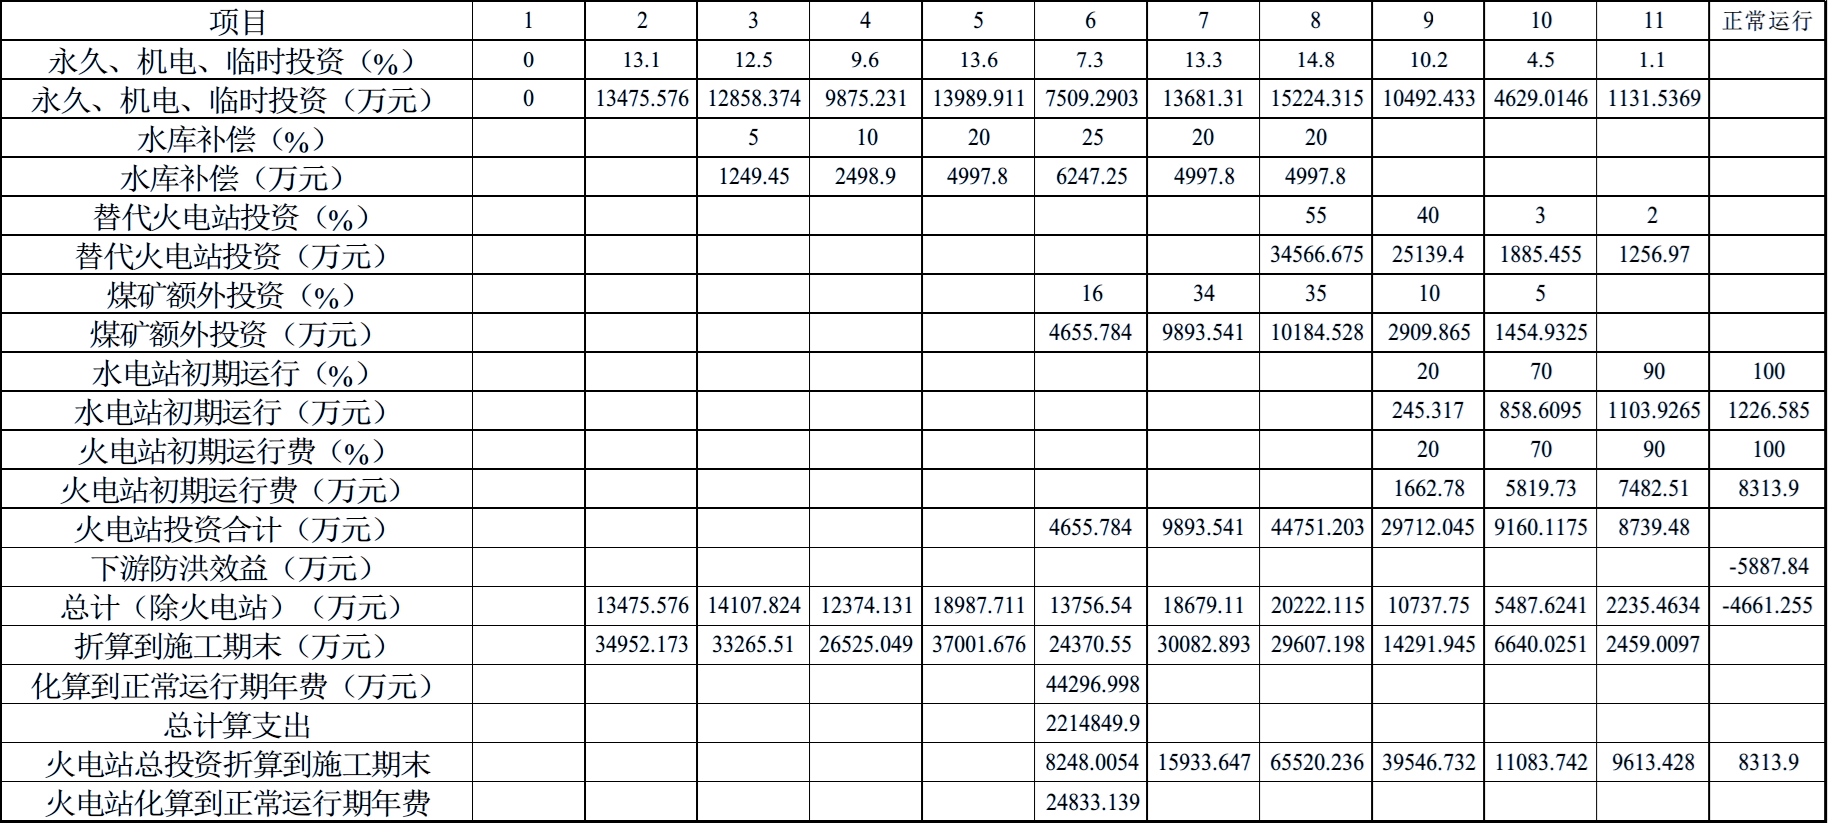 项目 1 2 3 4 5 6 7 8 9 10 11 正常运行
永久、机电、临时投资（%） 0 13.1 12.5 9.6 13.6 7.3 13.3 14.8 10.2 4.5 1.1
永久、机电、临时投资（万元） 0 13475.576 12858.374 9875.231 13989.911 7509.2903 13681.31 15224.315 10492.433 4629.0146 1131.5369
水库补偿（%） 5 10 20 25 20 20
水库补偿（万元） 1249.45 2498.9 4997.8 6247.25 4997.8 4997.8
替代火电站投资（%） 55 40 3 2
替代火电站投资（万元） 34566.675 25139.4 1885.455 1256.97
煤矿额外投资（%） 16 34 35 10 5
煤矿额外投资（万元） 4655.784 9893.541 10184.528 2909.865 1454.9325
水电站初期运行（%） 20 70 90 100
水电站初期运行（万元） 245.317 858.6095 1103.9265 1226.585
火电站初期运行费（%） 20 70 90 100
火电站初期运行费（万元） 1662.78 5819.73 7482.51 8313.9
火电站投资合计（万元） 4655.784 9893.541 44751.203 29712.045 9160.1175 8739.48
下游防洪效益（万元） -5887.84
总计（除火电站）（万元） 13475.576 14107.824 12374.131 18987.711 13756.54 18679.11 20222.115 10737.75 5487.6241 2235.4634 -4661.255
折算到施工期末（万元） 34952.173 33265.51 26525.049 37001.676 24370.55 30082.893 29607.198 14291.945 6640.0251 2459.0097
化算到正常运行期年费（万元） 44296.998
总计算支出 2214849.9
火电站总投资折算到施工期末 8248.0054 15933.647 65520.236 39546.732 11083.742 9613.428 8313.9
火电站化算到正常运行期年费 24833.139